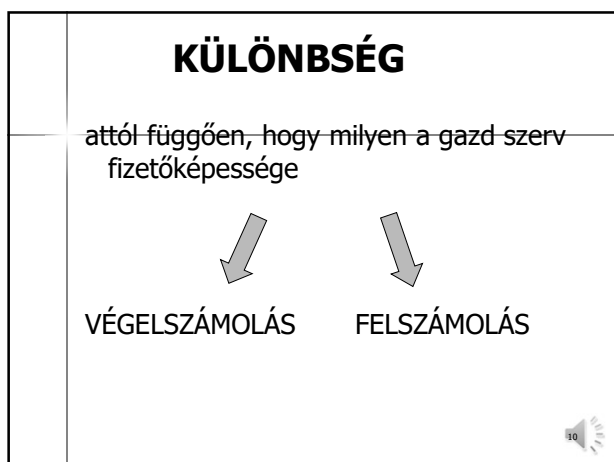 KÜLÖNBSÉG
attól függően, hogy milyen a gazd szerv
fizetőképessége
VÉGELSZÁMOLÁS FELSZÁMOLÁS
10